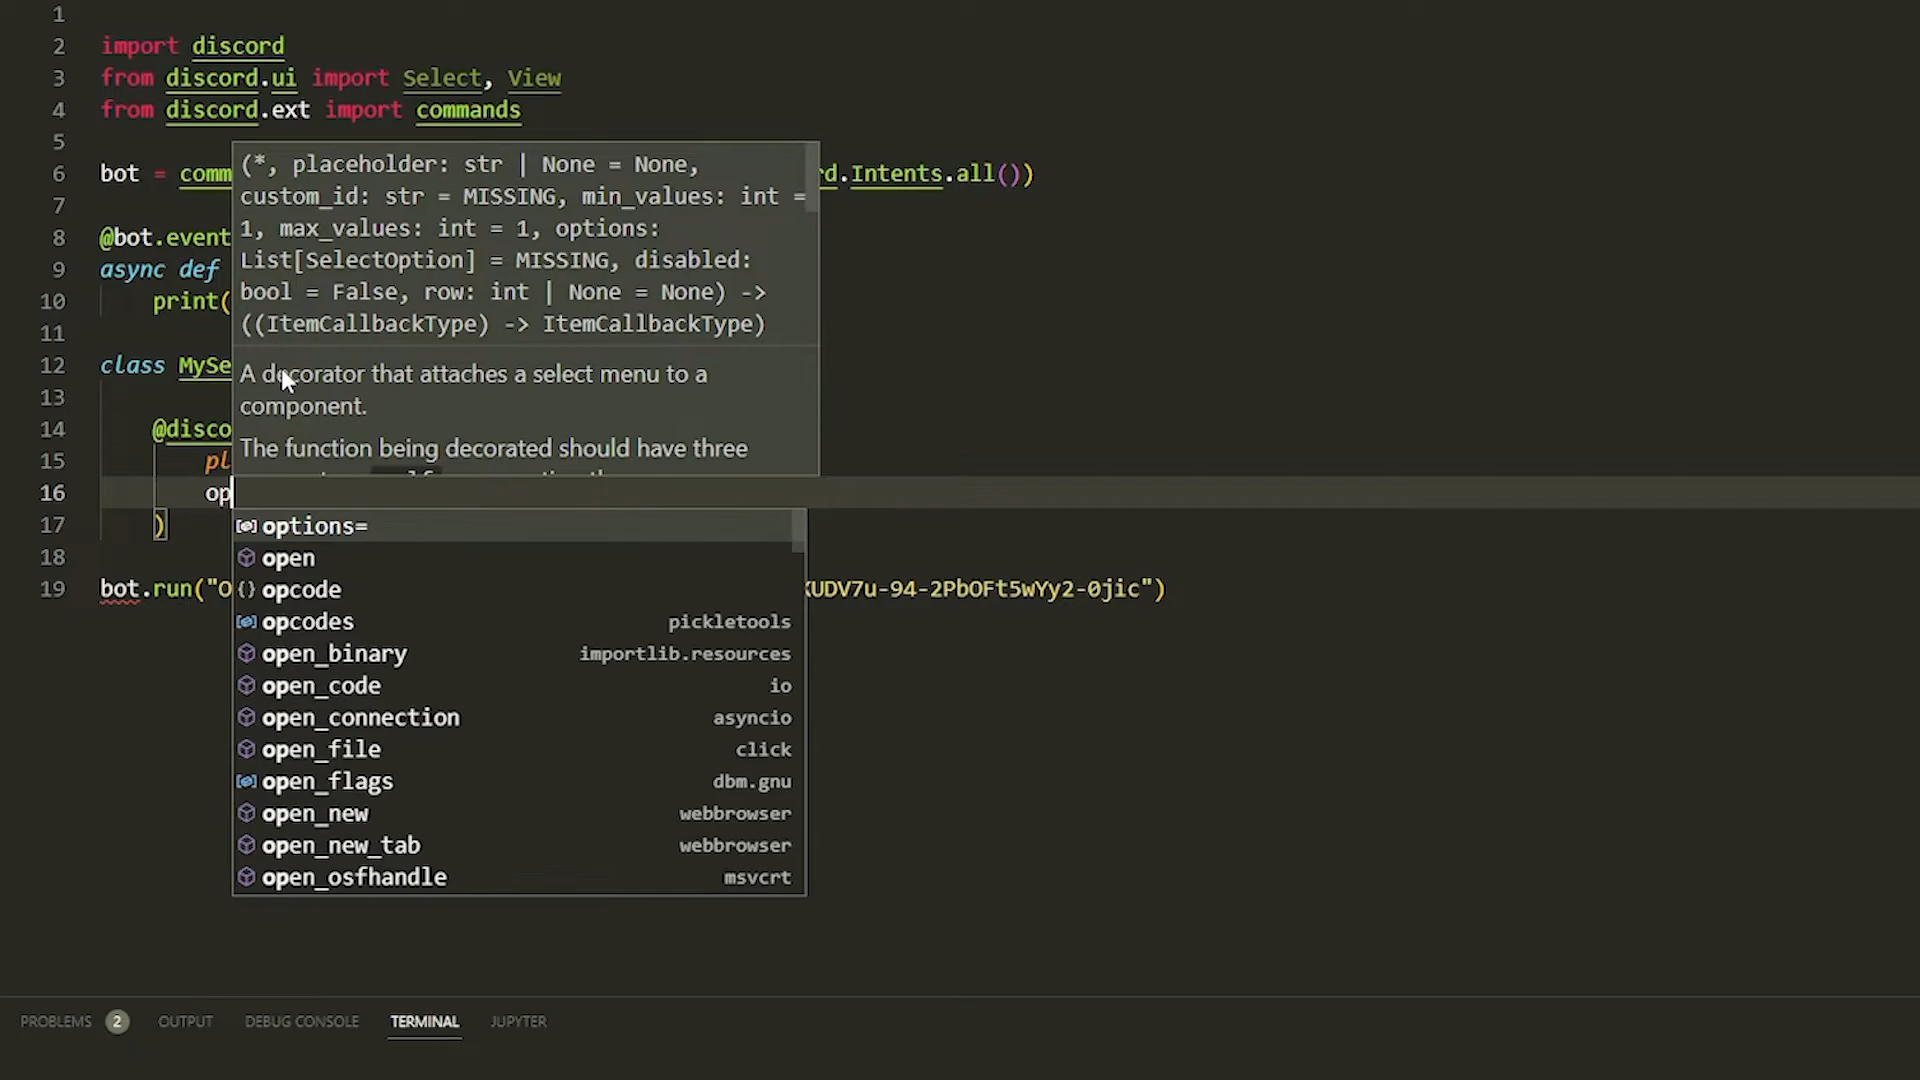 1
2 import discord
3 from discord.ui import Select, View
4 from discord.ext import commands
5
6 bot = comm
rd.Intents.all())
7
8 @bot.event
9 async def
10 print(
11
12 class MySe
13
14 @disco
15 pl
16 op
17 )
18
19 bot.run("O
XUDV7u-94-2PbOFt5wYy2-0jic")
(*, placeholder: str | None = None,
custom_id: str = MISSING, min_values: int =
1, max_values: int = 1, options:
List[SelectOption] = MISSING, disabled:
bool = False, row: int | None = None) ->
((ItemCallbackType) -> ItemCallbackType)
A decorator that attaches a select menu to a
component.
The function being decorated should have three
options=
open
{} opcode
opcodes pickletools
open_binary importlib.resources
open_code io
open_connection asyncio
open_file click
open_flags dbm.gnu
open_new webbrowser
open_new_tab webbrowser
open_osfhandle msvcrt
PROBLEMS 2 OUTPUT DEBUG CONSOLE TERMINAL JUPYTER